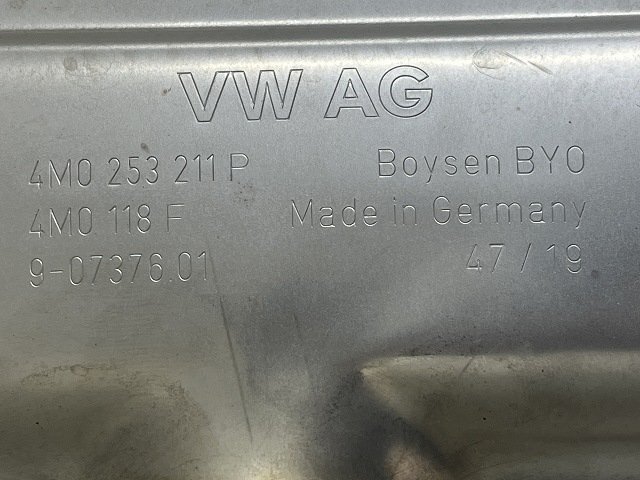 VW AG
4M0 253 211 P Boysen BYO
4M0 118 F Made in Germany
9-07376.01 47 / 19